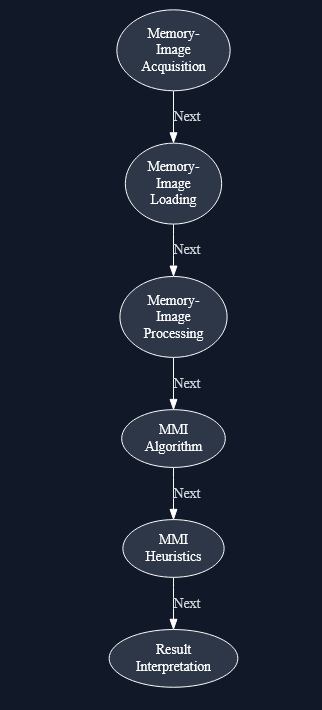 Memory-
Image
Acquisition
Next
Memory-
Image
Loading
Next
Memory-
Image
Processing
Next
MMI
Algorithm
Next
MMI
Heuristics
Next
Result
Interpretation